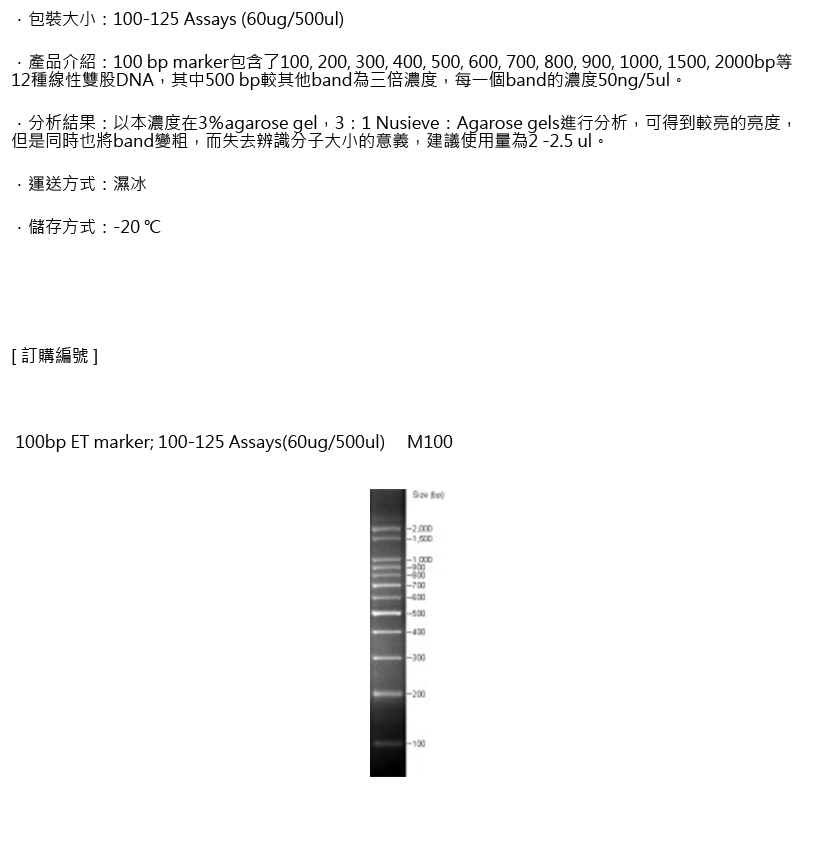 ．包裝大小：100-125 Assays (60ug/500ul)
．產品介紹：100 bp marker包含了100, 200, 300, 400, 500, 600, 700, 800, 900, 1000, 1500, 2000bp等
12種線性雙股DNA，其中500 bp較其他band為三倍濃度，每一個band的濃度50ng/5ul。
．分析結果：以本濃度在3%agarose gel，3：1 Nusieve：Agarose gels進行分析，可得到較亮的亮度，
但是同時也將band變粗，而失去辨識分子大小的意義，建議使用量為2 -2.5 ul。
．運送方式：濕冰
．儲存方式：-20 ℃
[ 訂購編號 ]
100bp ET marker; 100-125 Assays(60ug/500ul) M100
Size (bp)
2,000
1,500
1,000
900
800
700
600
500
400
300
200
100